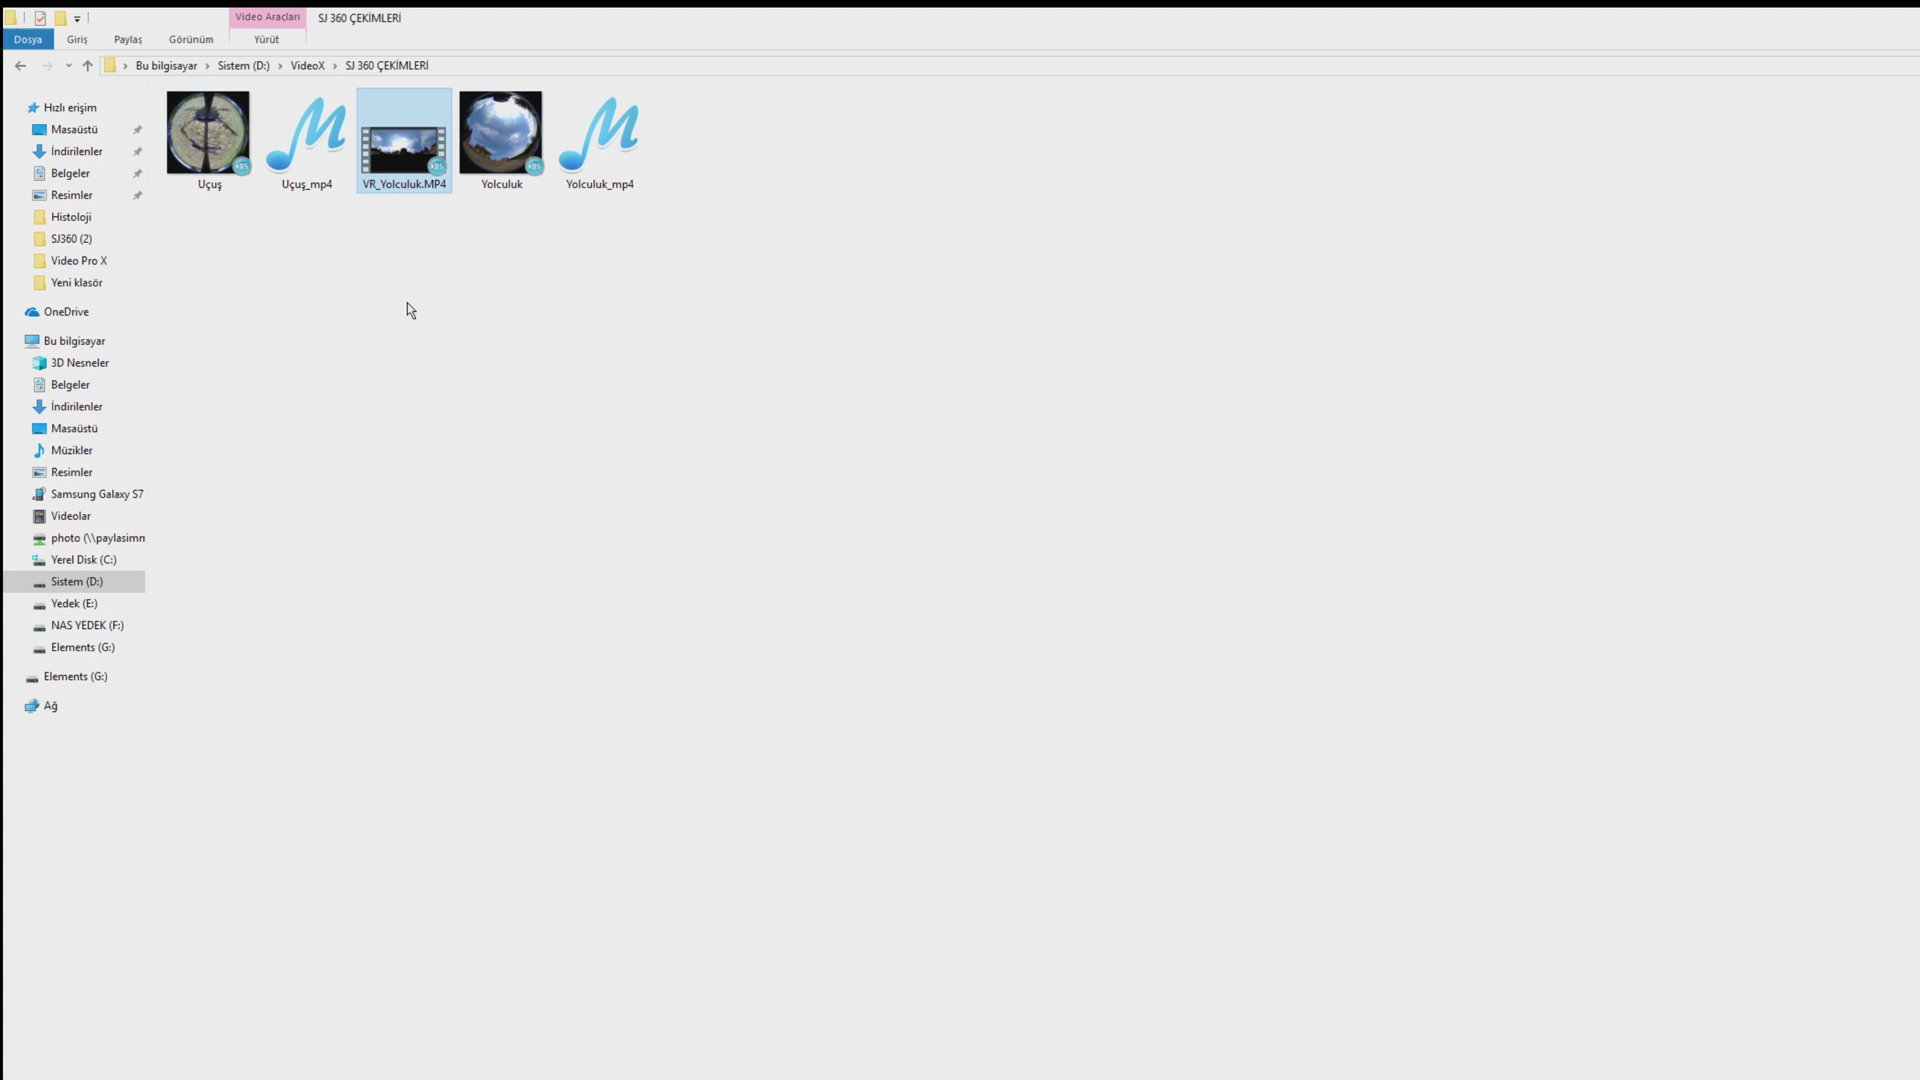 Video Araçları SJ 360 ÇEKİMLERİ
Dosya Giriş Paylaş Görünüm Yürüt
Bu bilgisayar Sistem (D:) VideoX SJ 360 ÇEKİMLERİ
Hızlı erişim
Masaüstü
İndirilenler
Belgeler
Resimler
Histoloji
SJ360 (2)
Video Pro X
Yeni klasör
OneDrive
Bu bilgisayar
3D Nesneler
Belgeler
İndirilenler
Masaüstü
Müzikler
Resimler
Samsung Galaxy S7
Videolar
photo (\\paylasimm
Yerel Disk (C:)
Sistem (D:)
Yedek (E:)
NAS YEDEK (F:)
Elements (G:)
Elements (G:)
Ağ
Uçuş
Uçuş_mp4
VR_Yolculuk.MP4
Yolculuk
Yolculuk_mp4